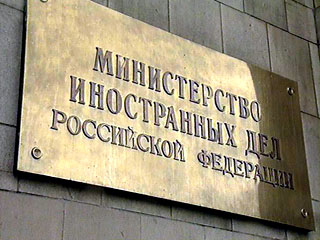 МИНИСТЕРСТВО
ИНОСТРАННЫХ ДЕЛ
РОССИЙСКОЙ ФЕДЕРАЦИИ